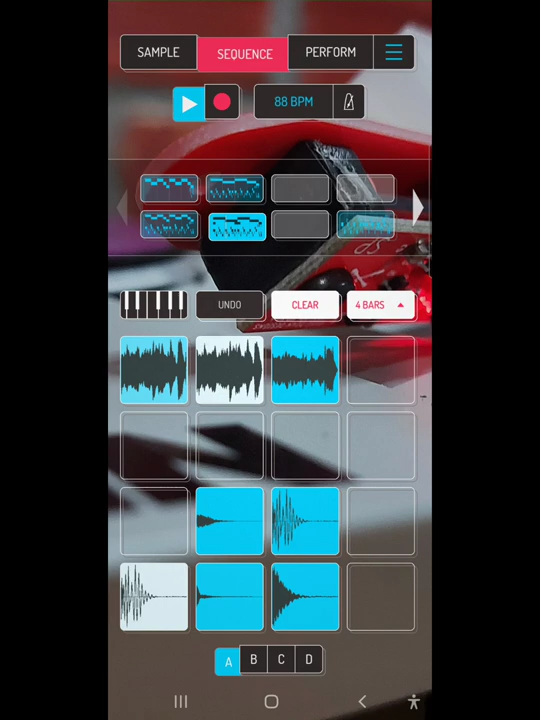 SAMPLE SEQUENCE PERFORM
88 BPM
UNDO CLEAR 4 BARS
A B C D